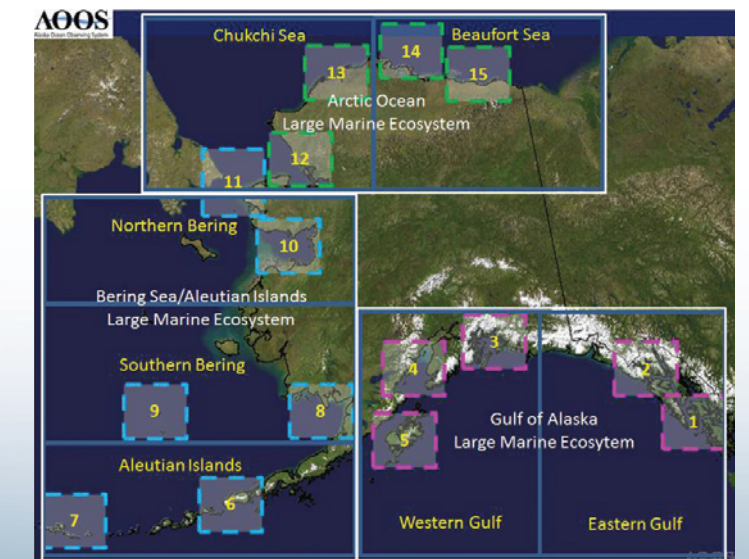 AOOS
Alaska Ocean Observing System
Chukchi Sea
Beaufort Sea
14
13
15
Arctic Ocean
Large Marine Ecosystem
12
11
Northern Bering
10
Bering Sea/Aleutian Islands
Large Marine Ecosystem
3
Southern Bering
4
2
9
8
1
Gulf of Alaska
Large Marine Ecosytem
5
Aleutian Islands
6
7
Western Gulf
Eastern Gulf